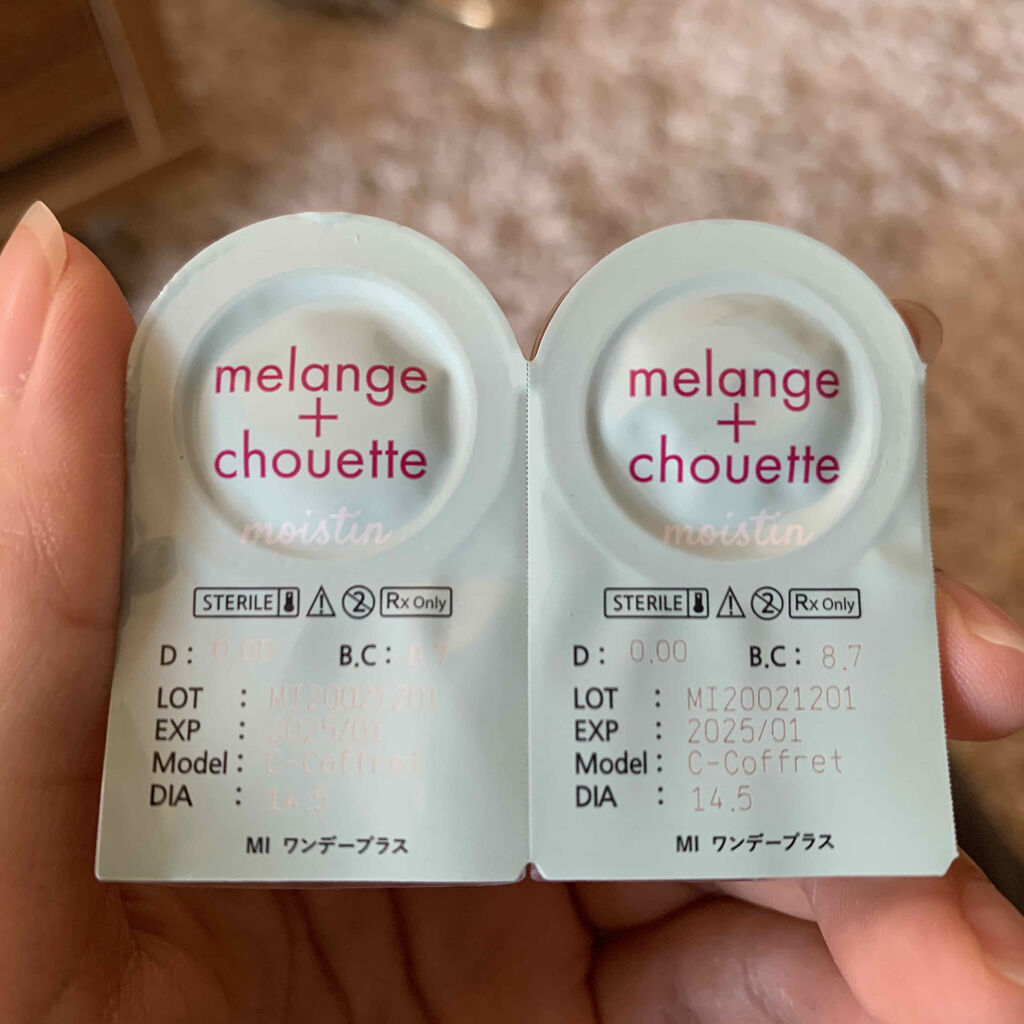 melange
+
chouette
moistin
STERILE Rx Only
D : 0.00 B.C : 8.7
LOT : MI20021201
EXP : 2025/01
Model : C-Coffret
DIA : 14.5
MI ワンデープラス
melange
+
chouette
moistin
STERILE 2 Rx Only
D : 0.00 B.C : 8.7
LOT : MI20021201
EXP : 2025/01
Model : C-Coffret
DIA : 14.5
MI ワンデープラス